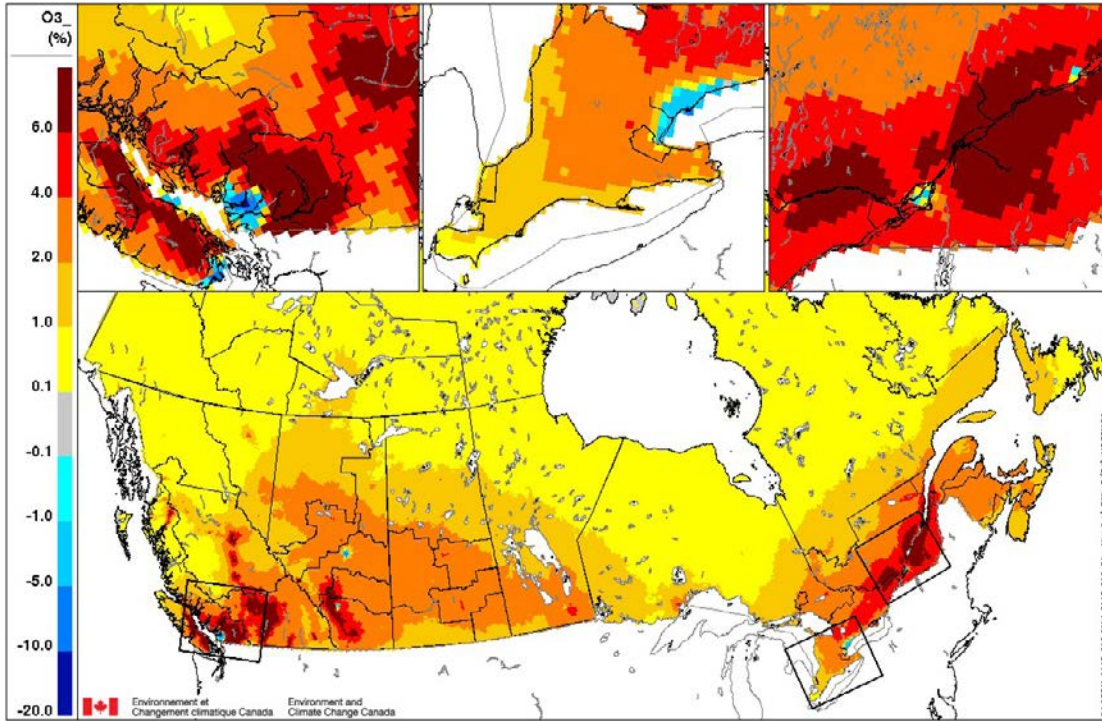 O3_
(%)
6.0
4.0
2.0
1.0
0.1
-0.1
-1.0
-5.0
-10.0
-20.0
Environnement et
Changement climatique Canada
Environment and
Climate Change Canada